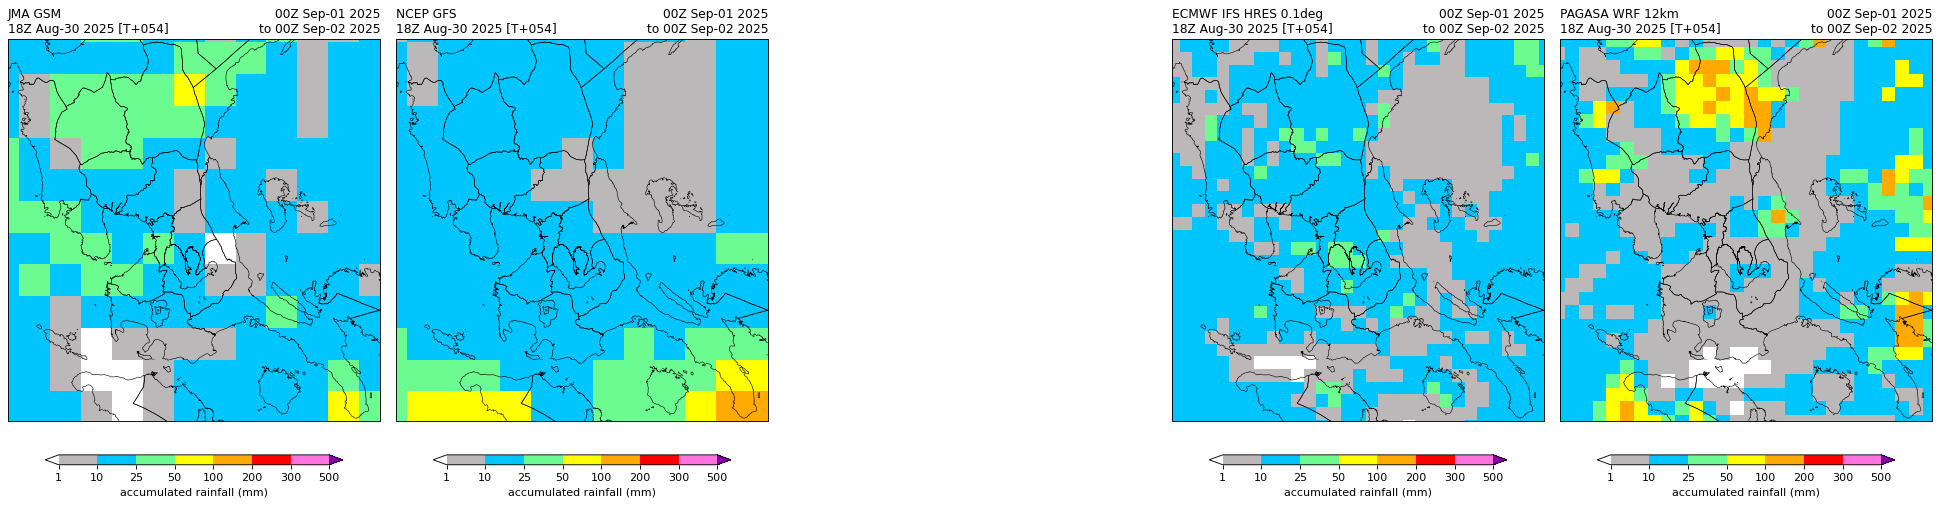 JMA GSM 00Z Sep-01 2025
18Z Aug-30 2025 [T+054] to 00Z Sep-02 2025
1 10 25 50 100 200 300 500
accumulated rainfall (mm)
NCEP GFS 00Z Sep-01 2025
18Z Aug-30 2025 [T+054] to 00Z Sep-02 2025
1 10 25 50 100 200 300 500
accumulated rainfall (mm)
ECMWF IFS HRES 0.1deg 00Z Sep-01 2025
18Z Aug-30 2025 [T+054] to 00Z Sep-02 2025
1 10 25 50 100 200 300 500
accumulated rainfall (mm)
PAGASA WRF 12km 00Z Sep-01 2025
18Z Aug-30 2025 [T+054] to 00Z Sep-02 2025
1 10 25 50 100 200 300 500
accumulated rainfall (mm)